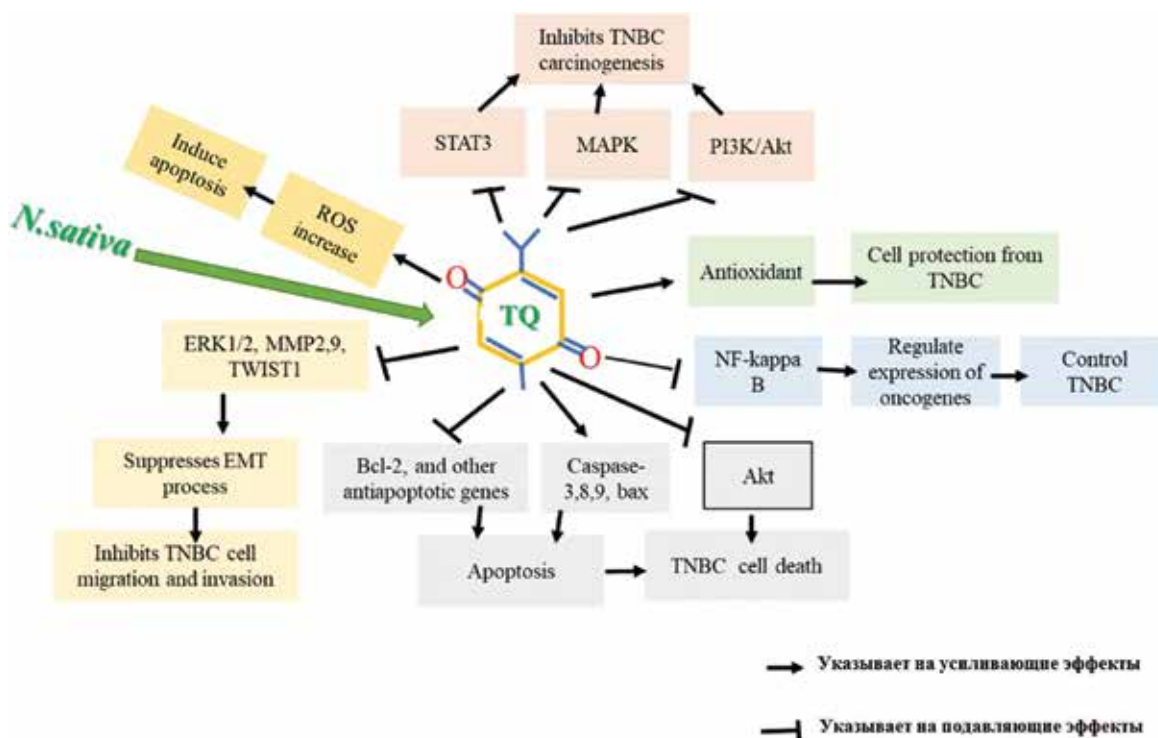 Inhibits TNBC
carcinogenesis
STAT3
MAPK
PI3K/Akt
Induce
apoptosis
ROS
increase
N.sativa
O
TQ
O
Antioxidant
Cell protection from
TNBC
ERK1/2, MMP2,9,
TWIST1
NF-kappa
B
Regulate
expression of
oncogenes
Control
TNBC
Suppresses EMT
process
Bcl-2, and other
antiapoptotic genes
Caspase-
3,8,9, bax
Akt
Inhibits TNBC cell
migration and invasion
Apoptosis
TNBC cell death
Указывает на усиливающие эффекты
Указывает на подавляющие эффекты